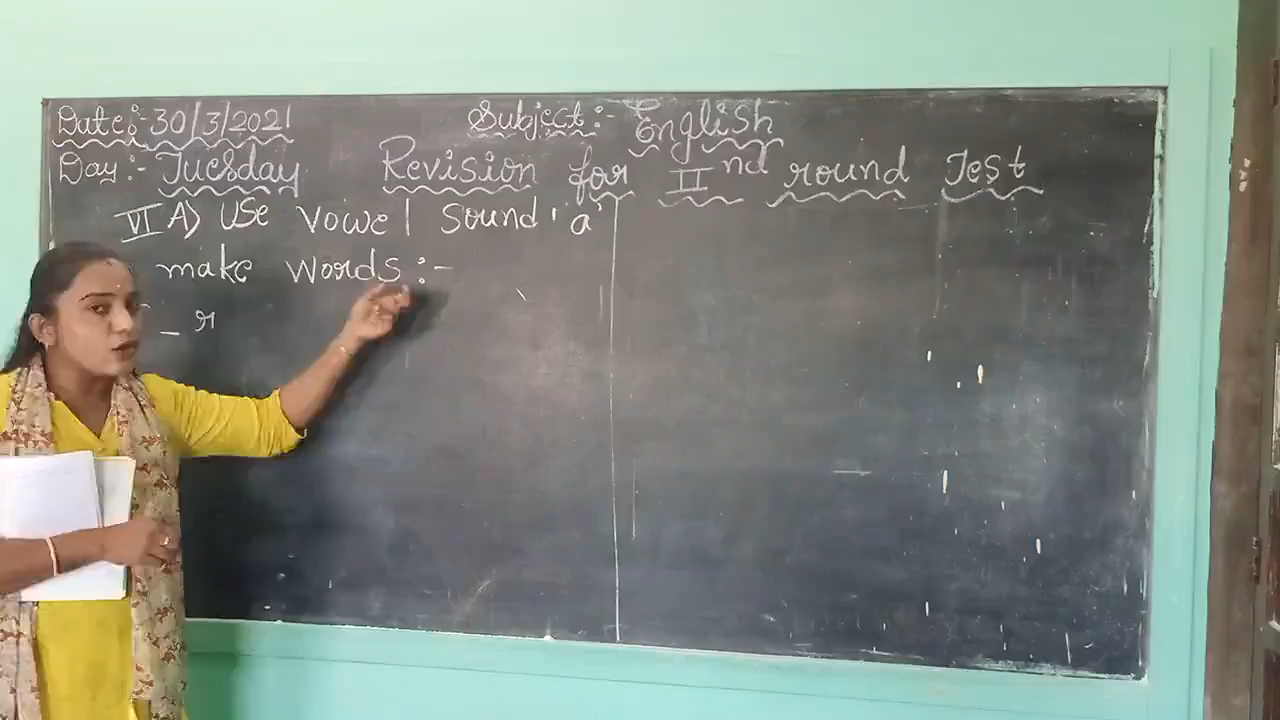 Date:-30/3/2021 Subject:- English
Day:- Tuesday Revision for IInd round Test
VI A) Use vowel sound 'a'
make words:-
_ r